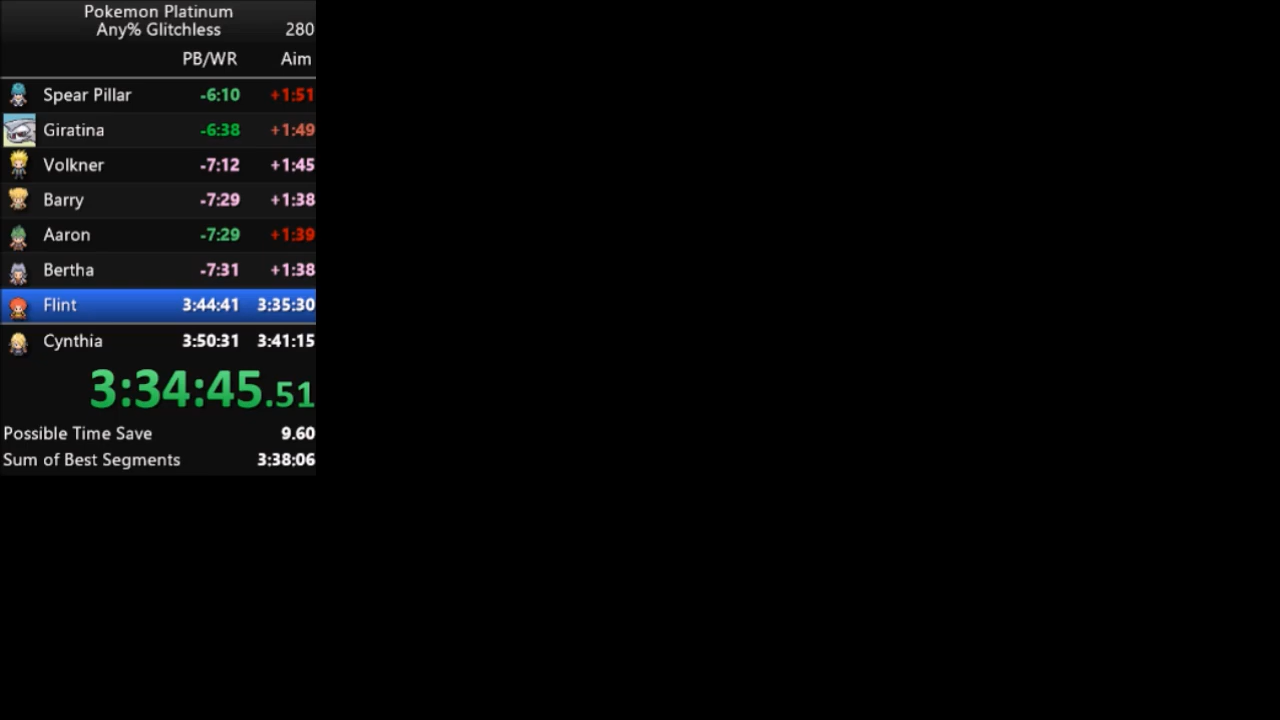 Pokemon Platinum
Any% Glitchless 280
PB/WR Aim
Spear Pillar -6:10 +1:51
Giratina -6:38 +1:49
Volkner -7:12 +1:45
Barry -7:29 +1:38
Aaron -7:29 +1:39
Bertha -7:31 +1:38
Flint 3:44:41 3:35:30
Cynthia 3:50:31 3:41:15
3:34:45.51
Possible Time Save 9.60
Sum of Best Segments 3:38:06